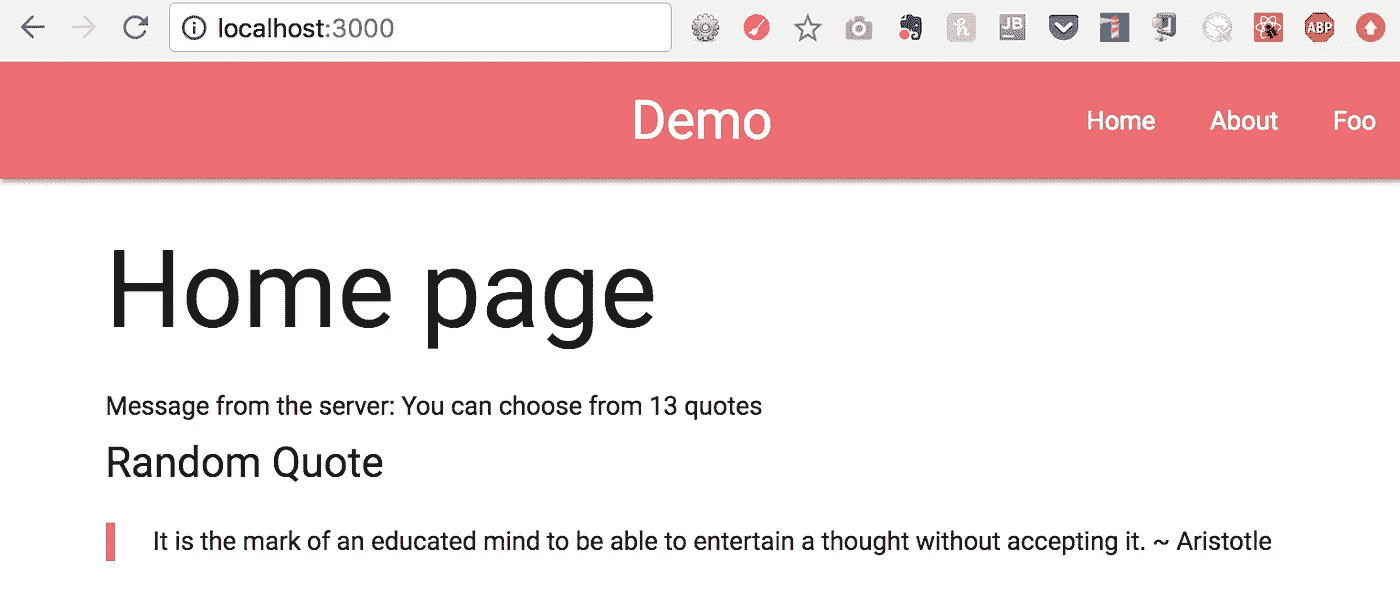 localhost:3000
JB
ABP
Demo
Home About Foo
Home page
Message from the server: You can choose from 13 quotes
Random Quote
It is the mark of an educated mind to be able to entertain a thought without accepting it. ~ Aristotle